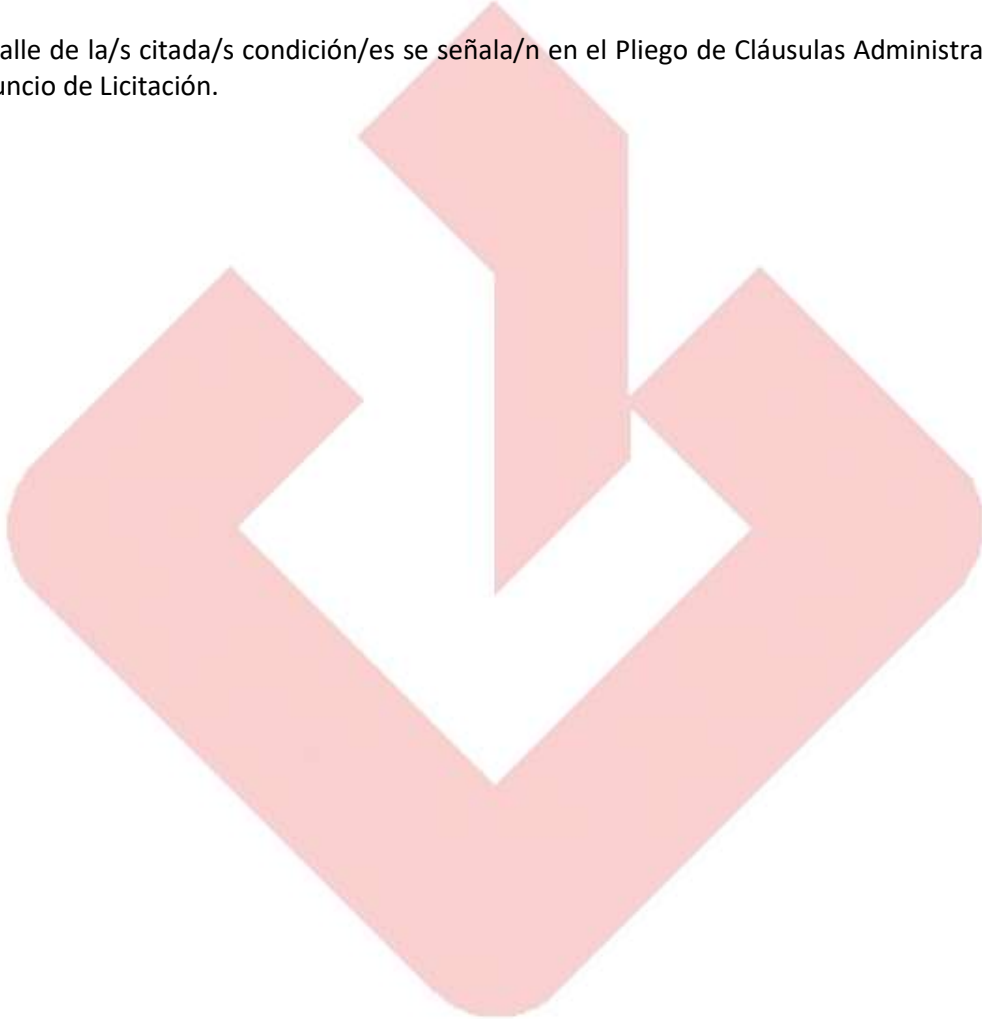 alle de la/s citada/s condición/es se señala/n en el Pliego de Cláusulas Administra
uncio de Licitación.